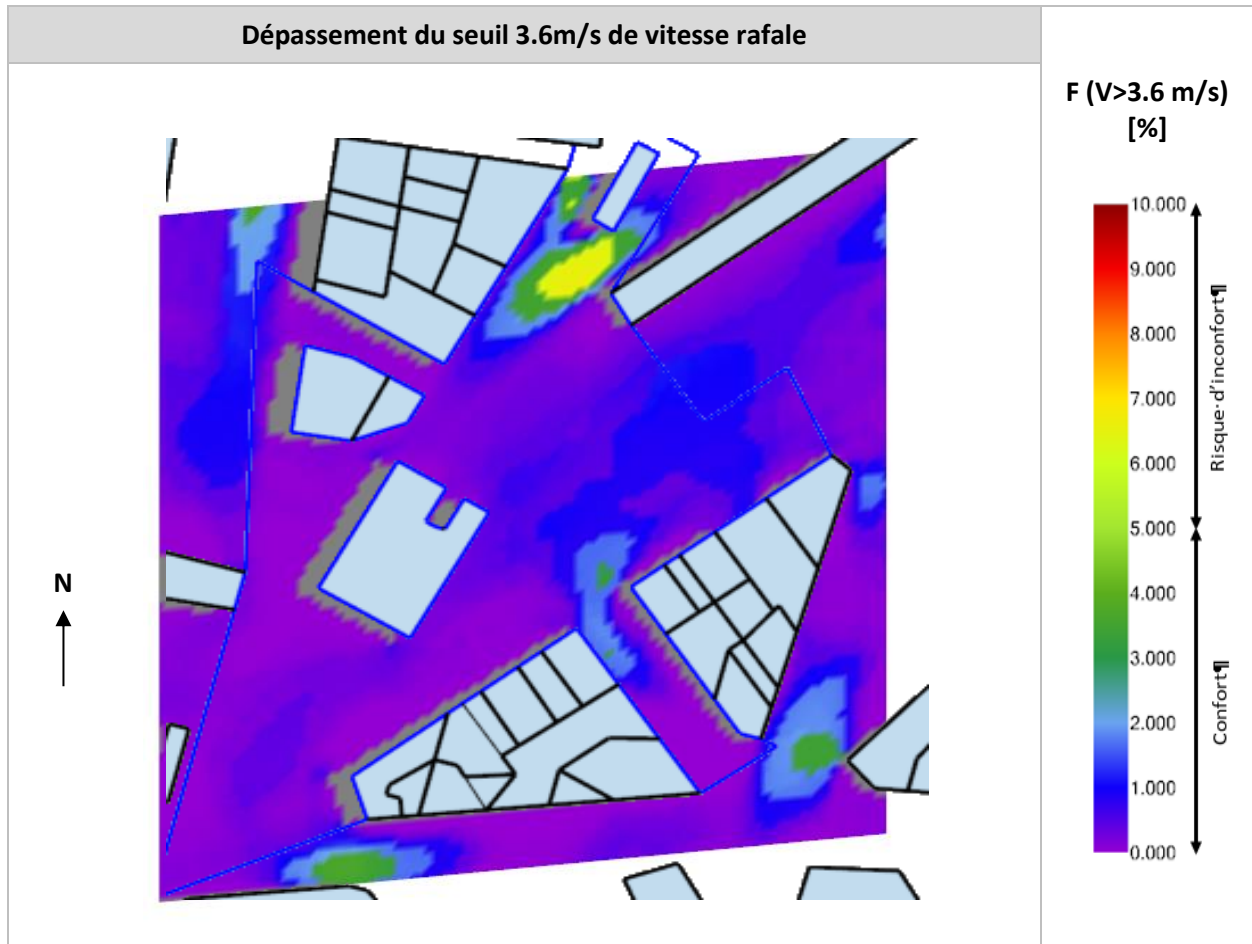 Dépassement du seuil 3.6m/s de vitesse rafale
F (V>3.6 m/s)
[%]
N
10.000
9.000
8.000
7.000
6.000
5.000
4.000
3.000
2.000
1.000
0.000
Risque·d'inconfort¶
Confort¶